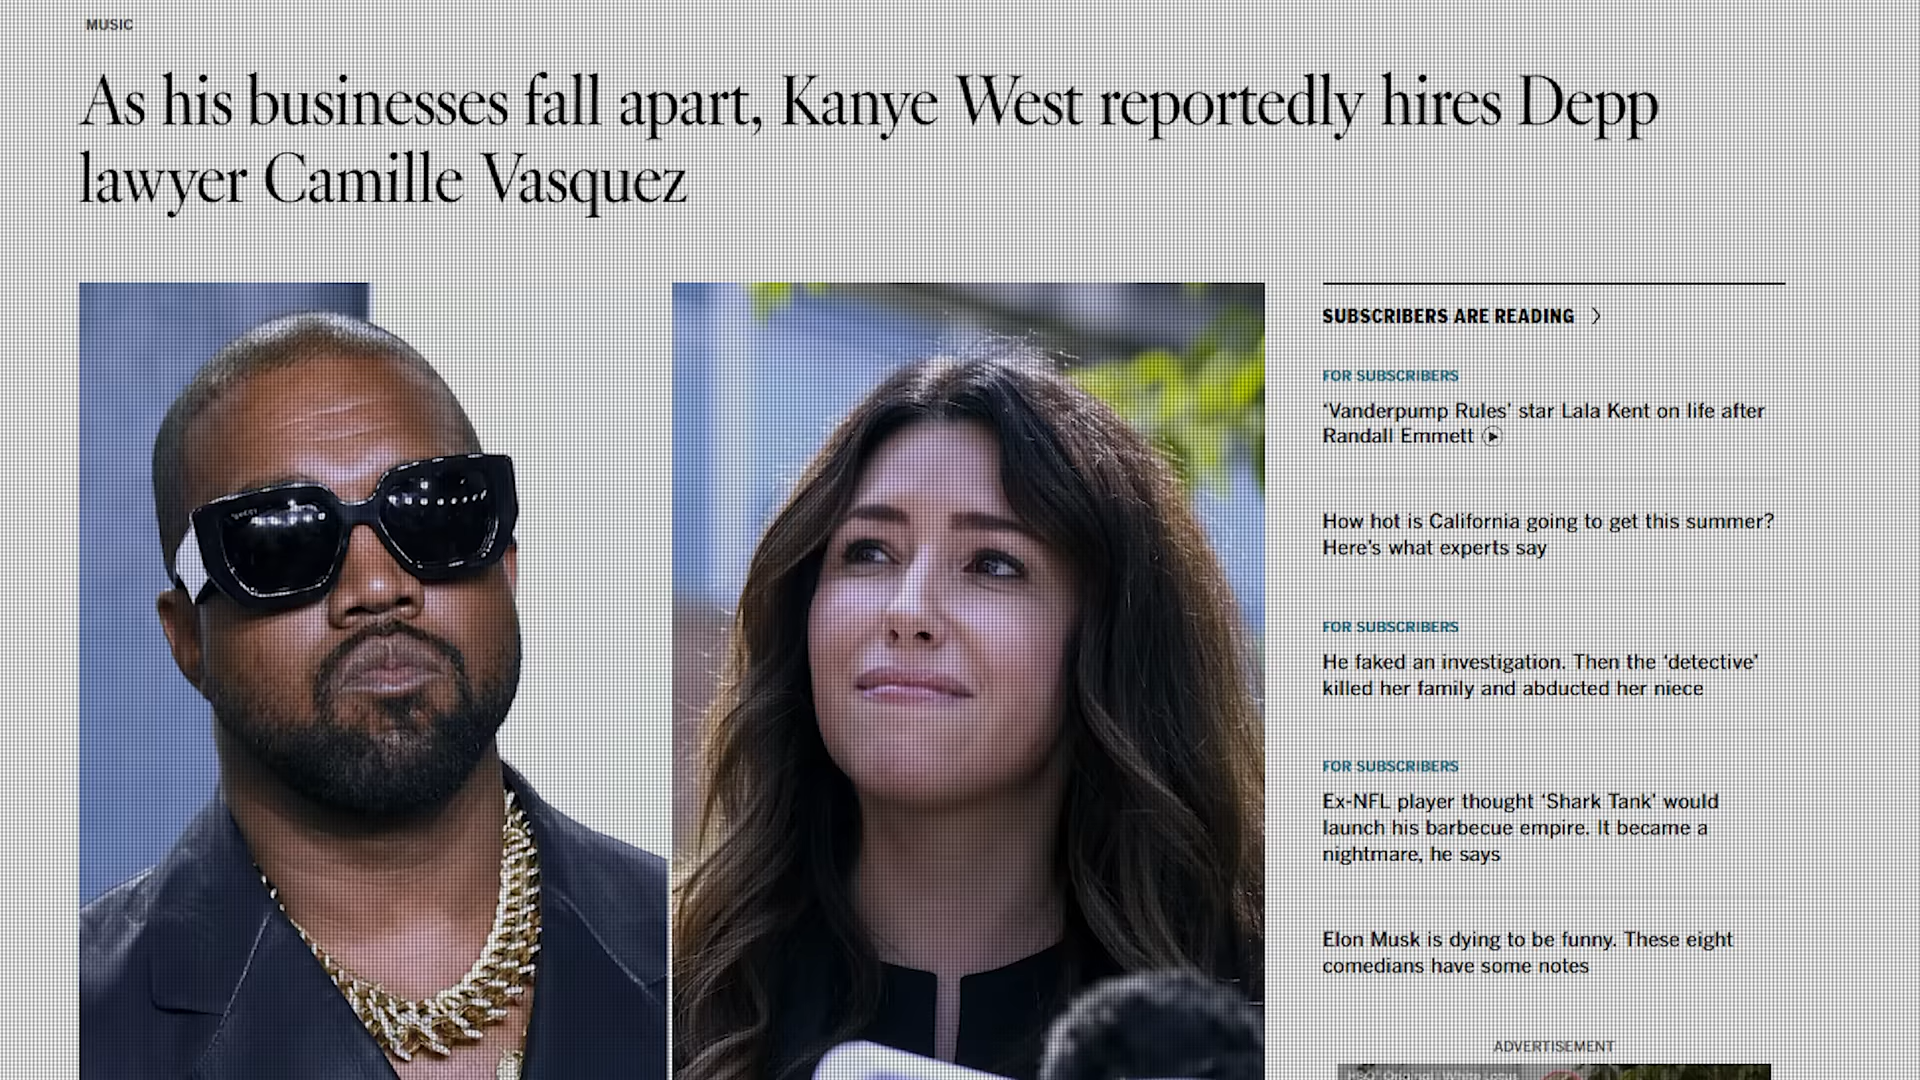 MUSIC
As his businesses fall apart, Kanye West reportedly hires Depp
lawyer Camille Vasquez
SUBSCRIBERS ARE READING
FOR SUBSCRIBERS
‘Vanderpump Rules’ star Lala Kent on life after
Randall Emmett
How hot is California going to get this summer?
Here’s what experts say
FOR SUBSCRIBERS
He faked an investigation. Then the ‘detective’
killed her family and abducted her niece
FOR SUBSCRIBERS
Ex-NFL player thought ‘Shark Tank’ would
launch his barbecue empire. It became a
nightmare, he says
Elon Musk is dying to be funny. These eight
comedians have some notes
ADVERTISEMENT